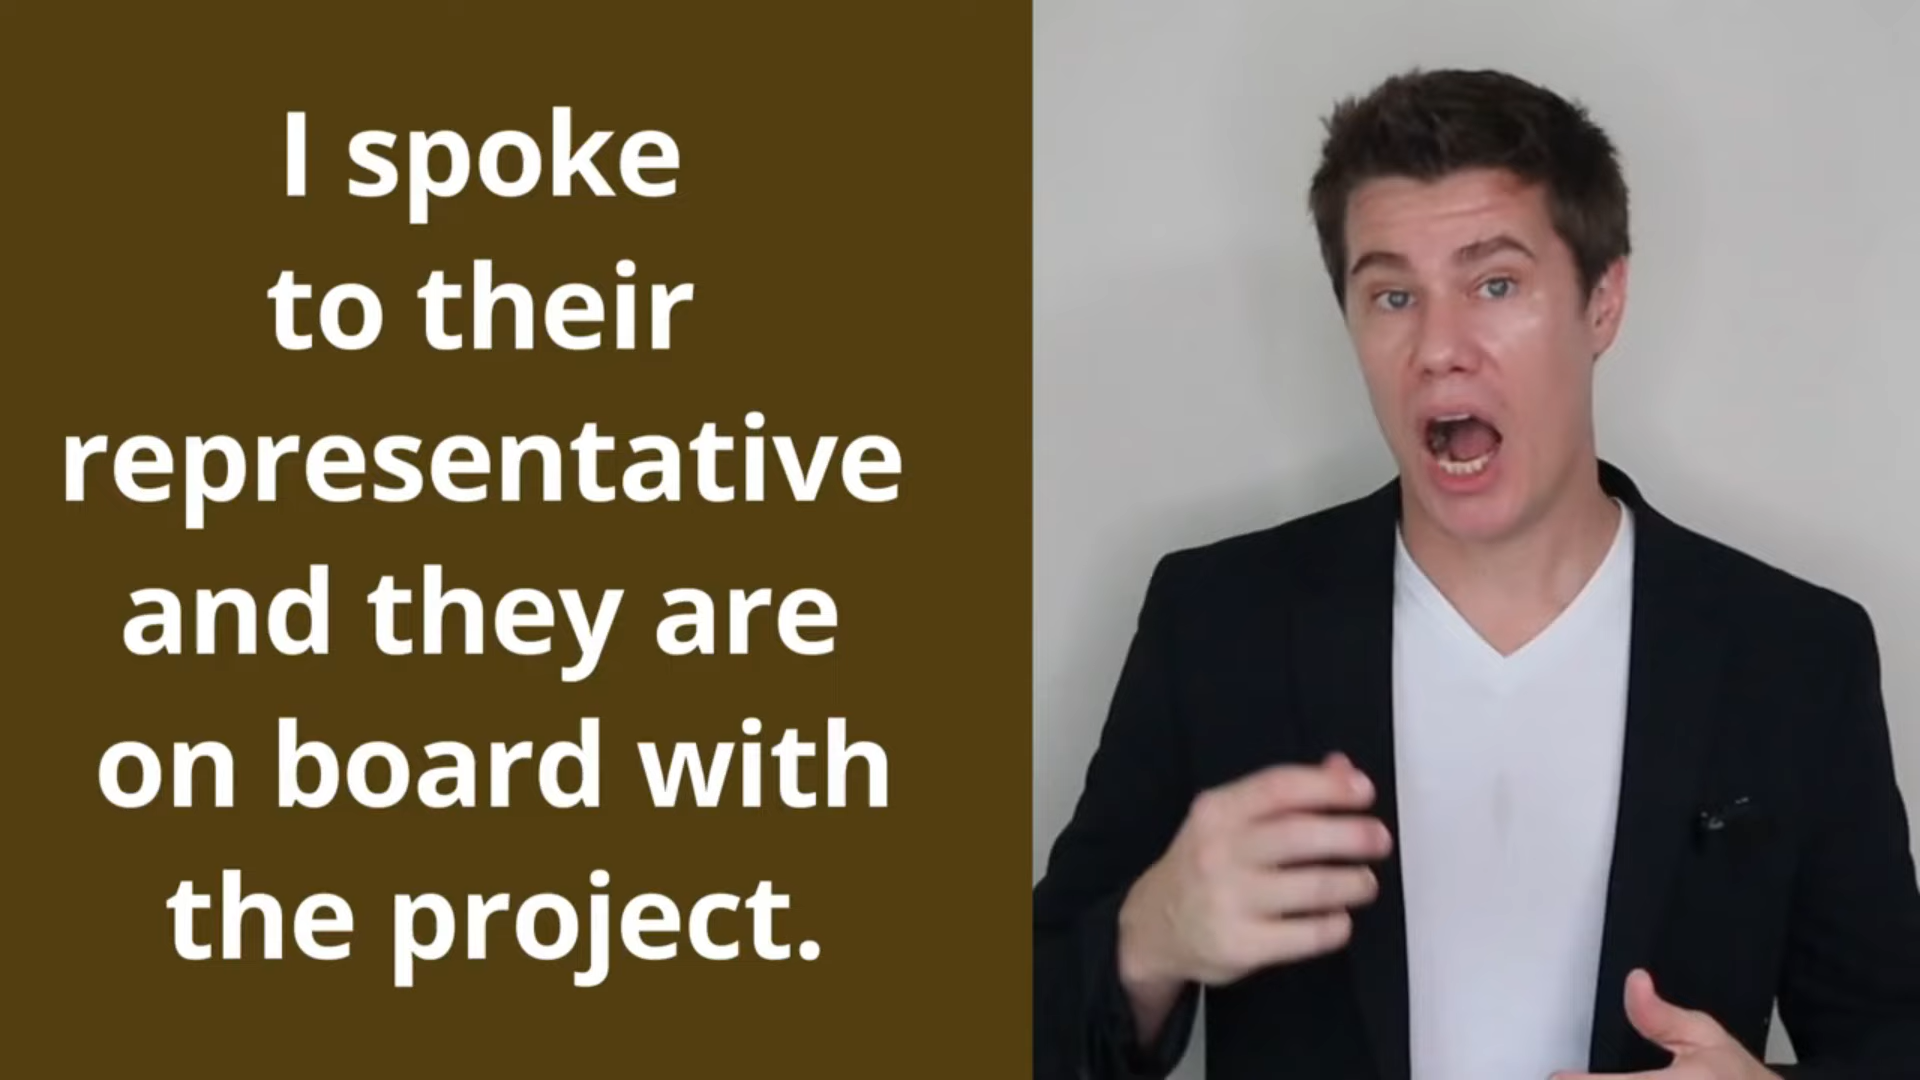 I spoke
to their
representative
and they are
on board with
the project.